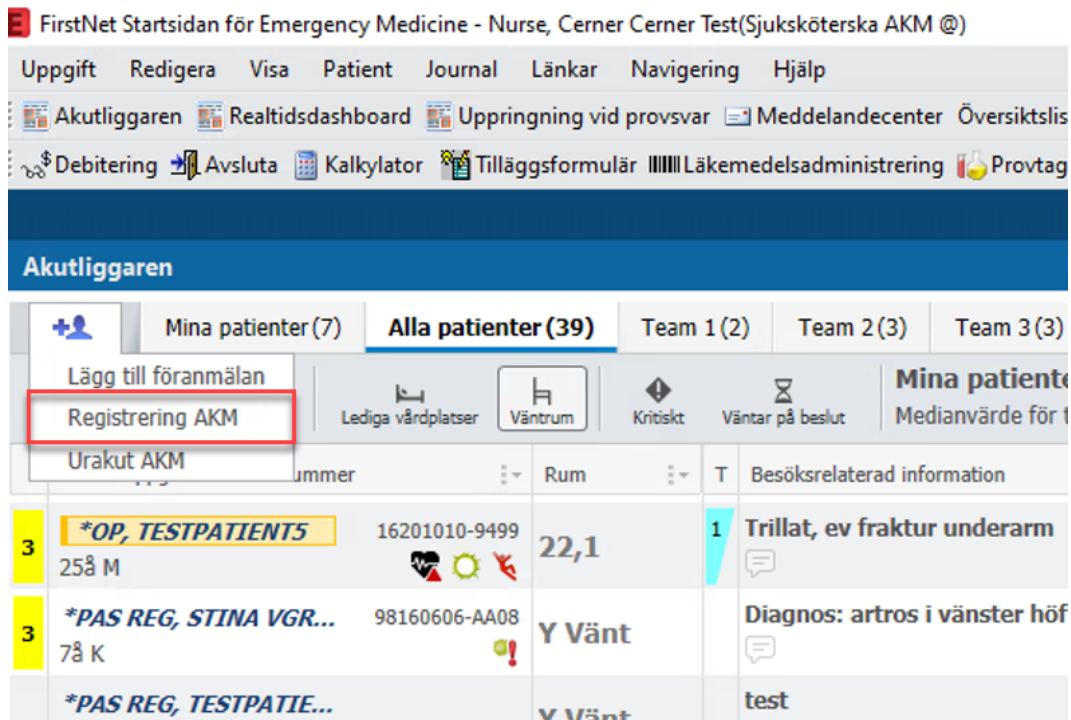 FirstNet Startsidan för Emergency Medicine - Nurse, Cerner Cerner Test(Sjuksköterska AKM @)
Uppgift Redigera Visa Patient Journal Länkar Navigering Hjälp
Akutliggaren Realtidsdashboard Uppringning vid provsvar Meddelandecenter Översiktslis
Debitering Avsluta Kalkylator Tilläggsformulär Läkemedelsadministrering Provtag
Akutliggaren
Mina patienter (7) Alla patienter (39) Team 1 (2) Team 2 (3) Team 3 (3)
Lägg till föranmälan
Registrering AKM
Urakut AKM
Lediga vårdplatser Väntrum Kritiskt Väntar på beslut
Mina patiente
Medianvärde för t
ummer Rum T Besöksrelaterad information
3 *OP, TESTPATIENT5 16201010-9499 22,1 1 Trillat, ev fraktur underarm
25å M
3 *PAS REG, STINA VGR... 98160606-AA08 Y Vänt Diagnos: artros i vänster höf
7å K
*PAS REG, TESTPATIE... Y Vänt test